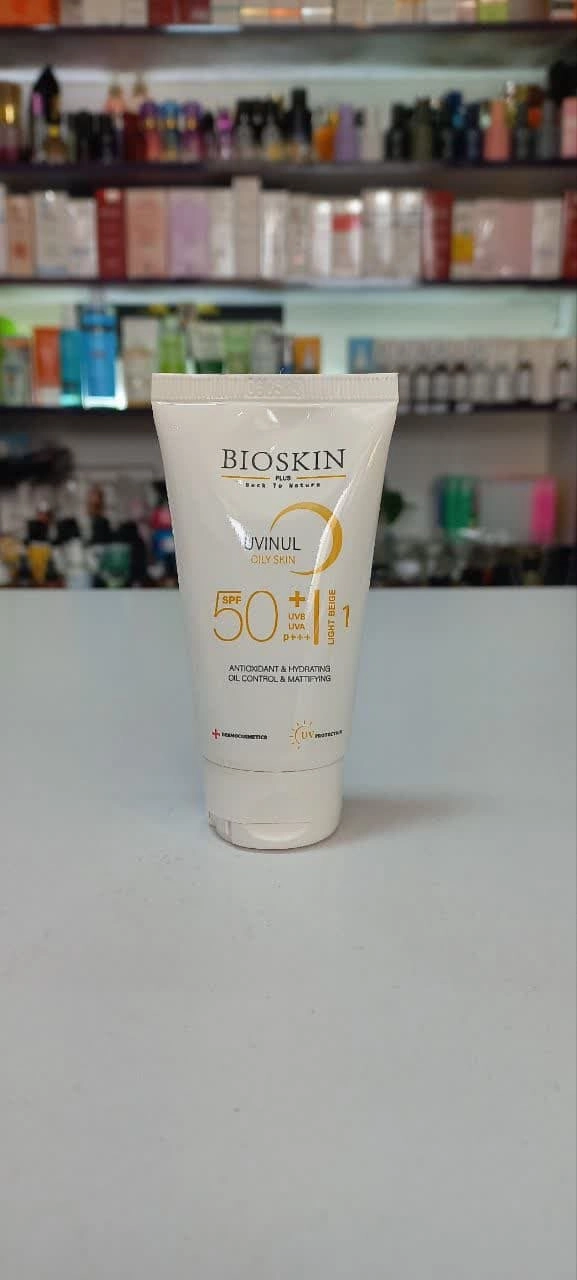 BIOSKIN
PLUS
Back To Nature
UVINUL
OILY SKIN
SPF
50+
UVB
UVA
P+++
LIGHT BEIGE 1
ANTIOXIDANT & HYDRATING
OIL CONTROL & MATTIFYING
DERMOCOSMETICS
UV PROTECTION